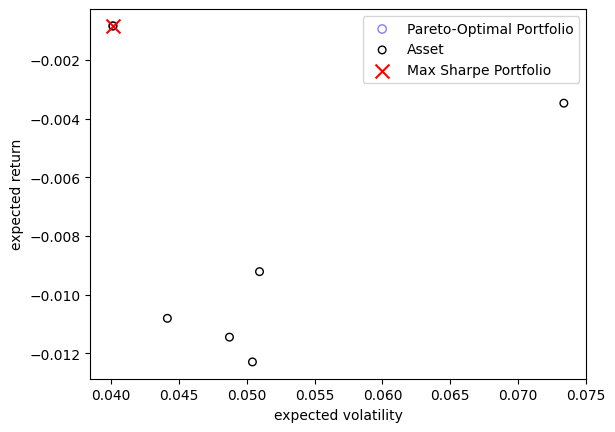 Pareto-Optimal Portfolio
Asset
Max Sharpe Portfolio
expected return
−0.002
−0.004
−0.006
−0.008
−0.010
−0.012
0.040 0.045 0.050 0.055 0.060 0.065 0.070 0.075
expected volatility